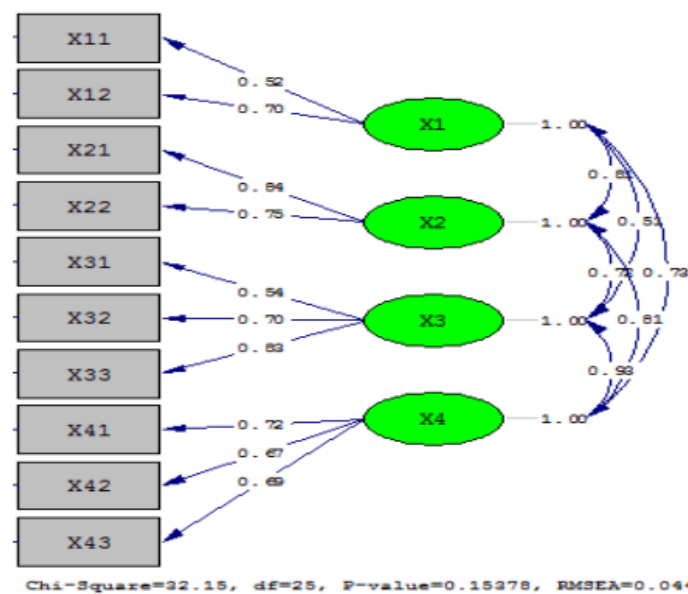 X11
0.52
X12
0.70
X1
1.00
X21
0.84
X22
0.75
X2
1.00
0.51
X31
0.54
0.72
0.73
X32
0.70
X3
1.00
0.81
X33
0.83
X41
0.72
X4
1.00
X42
0.67
X43
0.69
Chi-Square=32.15, df=25, P-value=0.15378, RMSEA=0.044